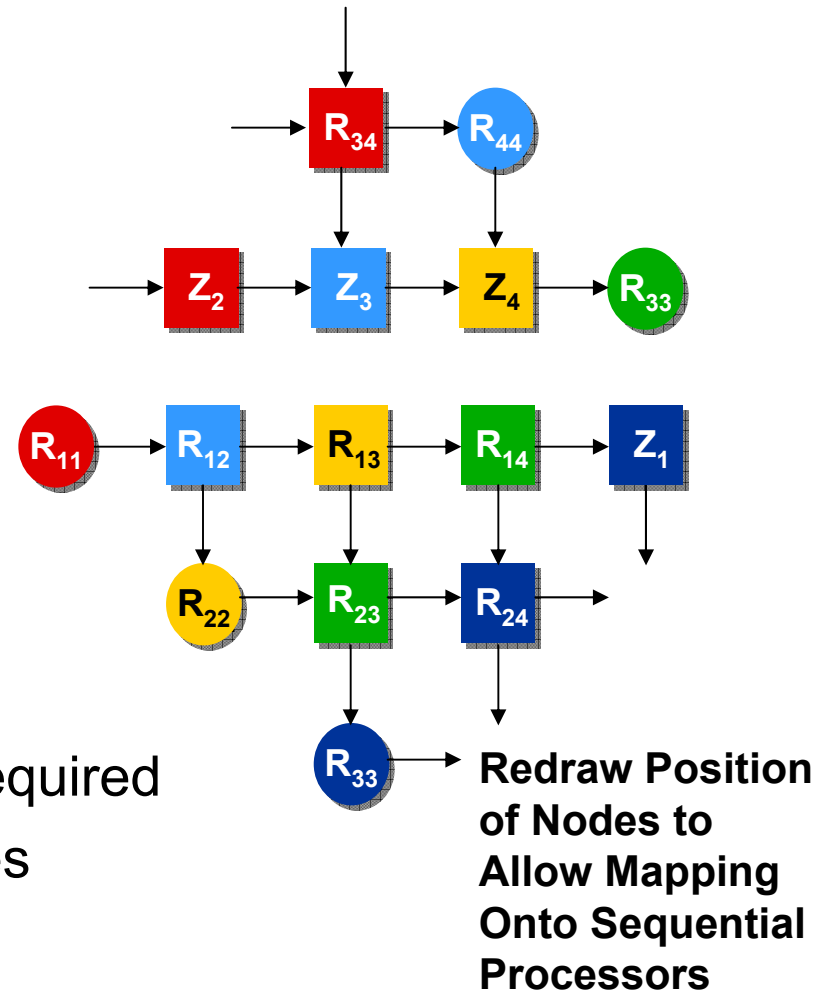 R34 R44
Z2 Z3 Z4 R33
R11 R12 R13 R14 Z1
R22 R23 R24
R33
equired
es
Redraw Position
of Nodes to
Allow Mapping
Onto Sequential
Processors